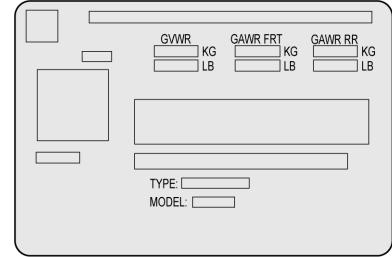 GVWR GAWR FRT GAWR RR
KG KG KG
LB LB LB
TYPE:
MODEL: